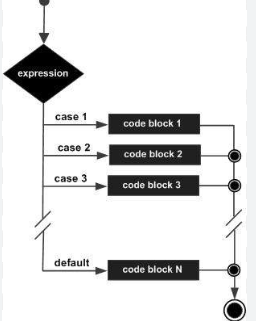 expression
case 1
code block 1
case 2
code block 2
case 3
code block 3
default
code block N